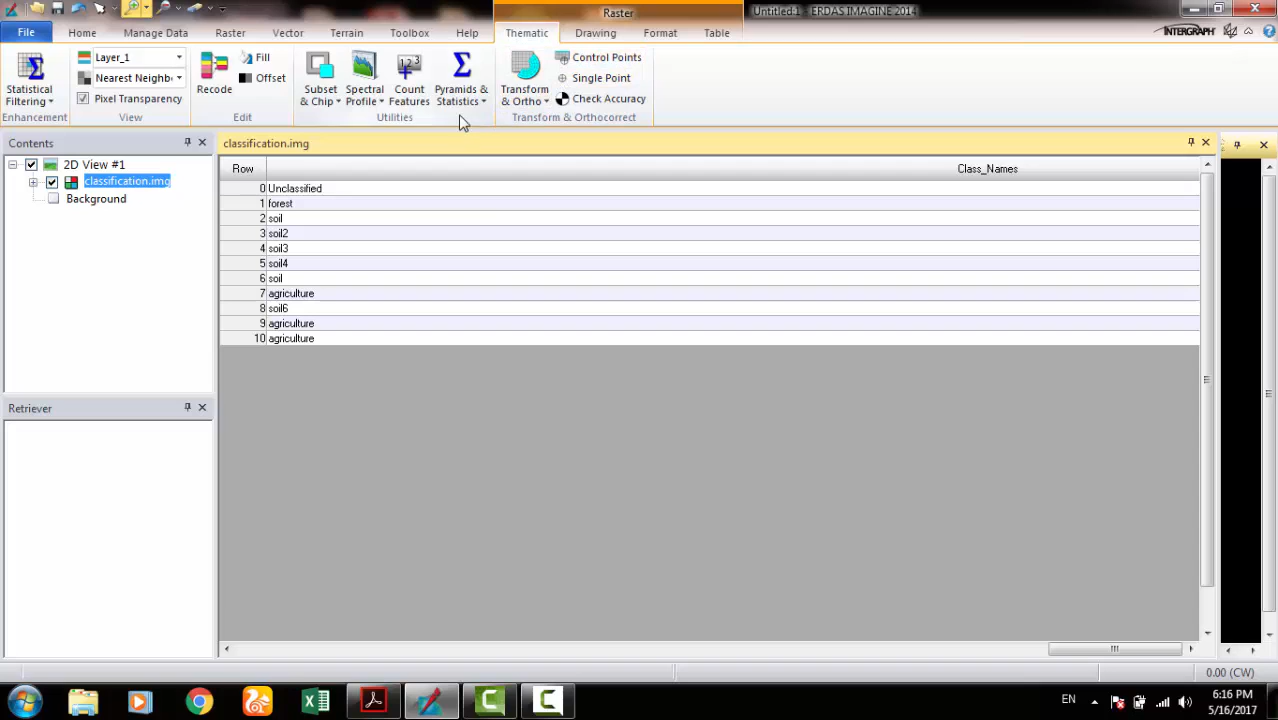 Raster
Untitled:1 - ERDAS IMAGINE 2014
File Home Manage Data Raster Vector Terrain Toolbox Help Thematic Drawing Format Table INTERGRAPH
Statistical Filtering
Enhancement
Layer_1
Nearest Neighb
Pixel Transparency
View
Recode
Fill
Offset
Edit
Subset & Chip
Spectral Profile
Count Features
Pyramids & Statistics
Utilities
Transform & Ortho
Control Points
Single Point
Check Accuracy
Transform & Orthocorrect
Contents
2D View #1
classification.img
Background
Retriever
classification.img
Row Class_Names
0 Unclassified
1 forest
2 soil
3 soil2
4 soil3
5 soil4
6 soil
7 agriculture
8 soil6
9 agriculture
10 agriculture
0.00 (CW)
EN
6:16 PM
5/16/2017